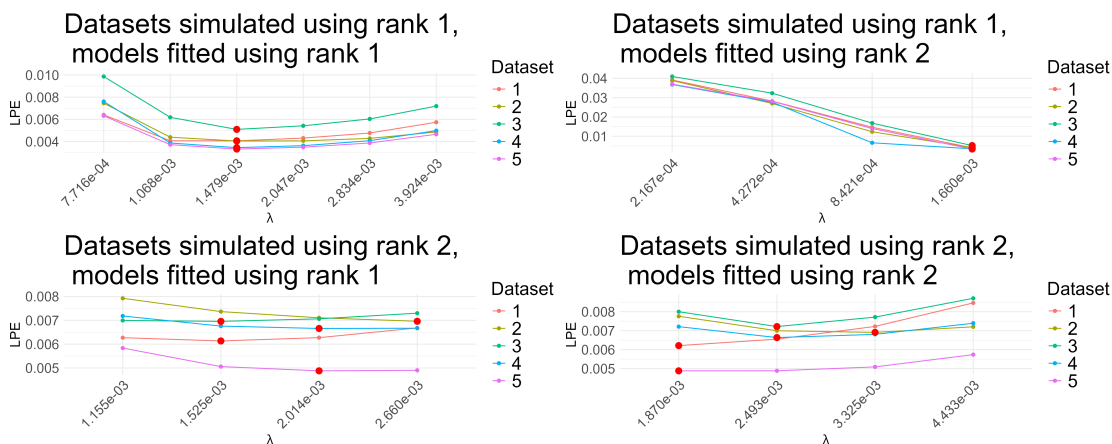 Datasets simulated using rank 1,
models fitted using rank 1
LPE
0.010
0.008
0.006
0.004
7.716e-04
1.068e-03
1.479e-03
2.047e-03
2.834e-03
3.924e-03
λ
Dataset
1
2
3
4
5
Datasets simulated using rank 1,
models fitted using rank 2
LPE
0.04
0.03
0.02
0.01
2.167e-04
4.272e-04
8.421e-04
1.660e-03
λ
Dataset
1
2
3
4
5
Datasets simulated using rank 2,
models fitted using rank 1
LPE
0.008
0.007
0.006
0.005
1.155e-03
1.525e-03
2.014e-03
2.660e-03
λ
Dataset
1
2
3
4
5
Datasets simulated using rank 2,
models fitted using rank 2
LPE
0.008
0.007
0.006
0.005
1.870e-03
2.493e-03
3.325e-03
4.433e-03
λ
Dataset
1
2
3
4
5